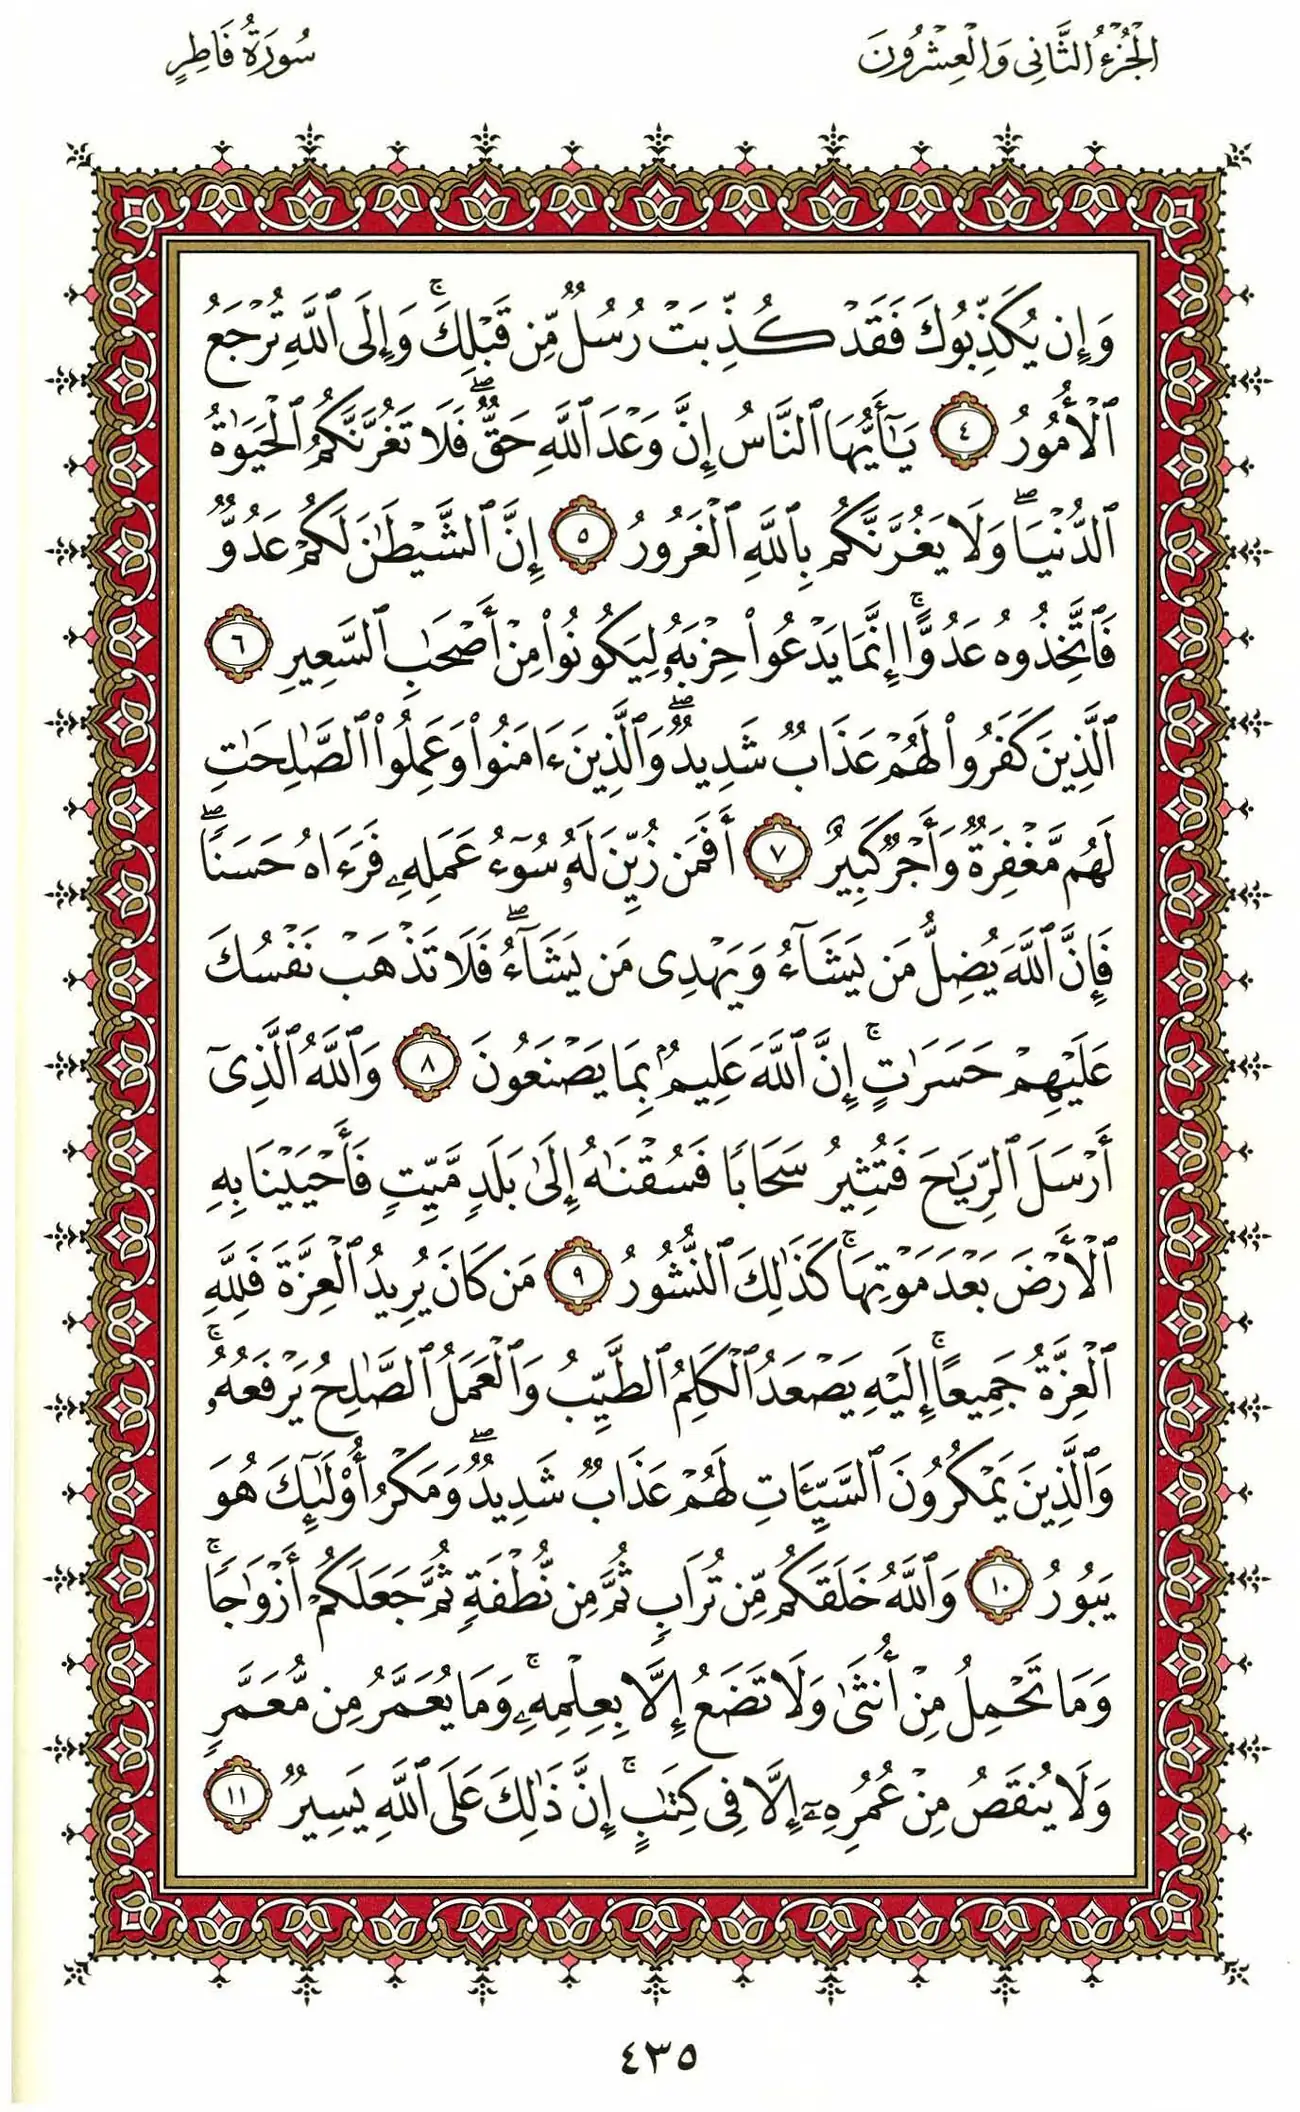 الجُزْءُ الثَّانِي وَالعِشْرُونَ
سُورَةُ فَاطِرٍ
وَإِن يُكَذِّبُوكَ فَقَدْ كُذِّبَتْ رُسُلٌ مِّن قَبْلِكَ ۚ وَإِلَى ٱللَّهِ تُرْجَعُ
ٱلْأُمُورُ ٤ يَـٰٓأَيُّهَا ٱلنَّاسُ إِنَّ وَعْدَ ٱللَّهِ حَقٌّ ۖ فَلَا تَغُرَّنَّكُمُ ٱلْحَيَوٰةُ
ٱلدُّنْيَا ۖ وَلَا يَغُرَّنَّكُم بِٱللَّهِ ٱلْغَرُورُ ٥ إِنَّ ٱلشَّيْطَـٰنَ لَكُمْ عَدُوٌّ
فَٱتَّخِذُوهُ عَدُوًّا ۚ إِنَّمَا يَدْعُوا۟ حِزْبَهُۥ لِيَكُونُوا۟ مِنْ أَصْحَـٰبِ ٱلسَّعِيرِ ٦
ٱلَّذِينَ كَفَرُوا۟ لَهُمْ عَذَابٌ شَدِيدٌ ۖ وَٱلَّذِينَ ءَامَنُوا۟ وَعَمِلُوا۟ ٱلصَّـٰلِحَـٰتِ
لَهُم مَّغْفِرَةٌ وَأَجْرٌ كَبِيرٌ ٧ أَفَمَن زُيِّنَ لَهُۥ سُوٓءُ عَمَلِهِۦ فَرَءَاهُ حَسَنًا ۖ
فَإِنَّ ٱللَّهَ يُضِلُّ مَن يَشَآءُ وَيَهْدِى مَن يَشَآءُ ۖ فَلَا تَذْهَبْ نَفْسُكَ
عَلَيْهِمْ حَسَرَٰتٍ ۚ إِنَّ ٱللَّهَ عَلِيمٌۢ بِمَا يَصْنَعُونَ ٨ وَٱللَّهُ ٱلَّذِىٓ
أَرْسَلَ ٱلرِّيَـٰحَ فَتُثِيرُ سَحَابًا فَسُقْنَـٰهُ إِلَىٰ بَلَدٍ مَّيِّتٍ فَأَحْيَيْنَا بِهِ
ٱلْأَرْضَ بَعْدَ مَوْتِهَا ۚ كَذَٰلِكَ ٱلنُّشُورُ ٩ مَن كَانَ يُرِيدُ ٱلْعِزَّةَ فَلِلَّهِ
ٱلْعِزَّةُ جَمِيعًا ۚ إِلَيْهِ يَصْعَدُ ٱلْكَلِمُ ٱلطَّيِّبُ وَٱلْعَمَلُ ٱلصَّـٰلِحُ يَرْفَعُهُۥ ۚ
وَٱلَّذِينَ يَمْكُرُونَ ٱلسَّيِّـَٔاتِ لَهُمْ عَذَابٌ شَدِيدٌ ۖ وَمَكْرُ أُو۟لَـٰٓئِكَ هُوَ
يَبُورُ ١٠ وَٱللَّهُ خَلَقَكُم مِّن تُرَابٍ ثُمَّ مِن نُّطْفَةٍ ثُمَّ جَعَلَكُمْ أَزْوَٰجًا ۚ
وَمَا تَحْمِلُ مِنْ أُنثَىٰ وَلَا تَضَعُ إِلَّا بِعِلْمِهِۦ ۚ وَمَا يُعَمَّرُ مِن مُّعَمَّرٍ
وَلَا يُنقَصُ مِنْ عُمُرِهِۦٓ إِلَّا فِى كِتَـٰبٍ ۚ إِنَّ ذَٰلِكَ عَلَى ٱللَّهِ يَسِيرٌ ١١
٤٣٥